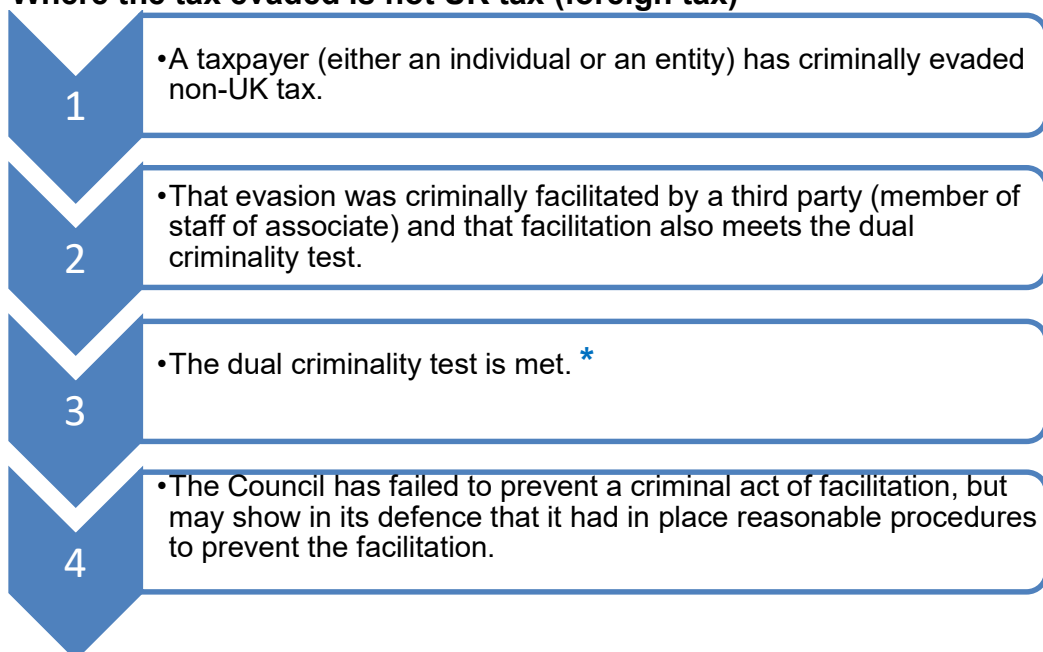 Where the tax evaded is not UK tax (foreign tax)
1
•A taxpayer (either an individual or an entity) has criminally evaded
non-UK tax.
2
•That evasion was criminally facilitated by a third party (member of
staff of associate) and that facilitation also meets the dual
criminality test.
3
•The dual criminality test is met. *
4
•The Council has failed to prevent a criminal act of facilitation, but
may show in its defence that it had in place reasonable procedures
to prevent the facilitation.